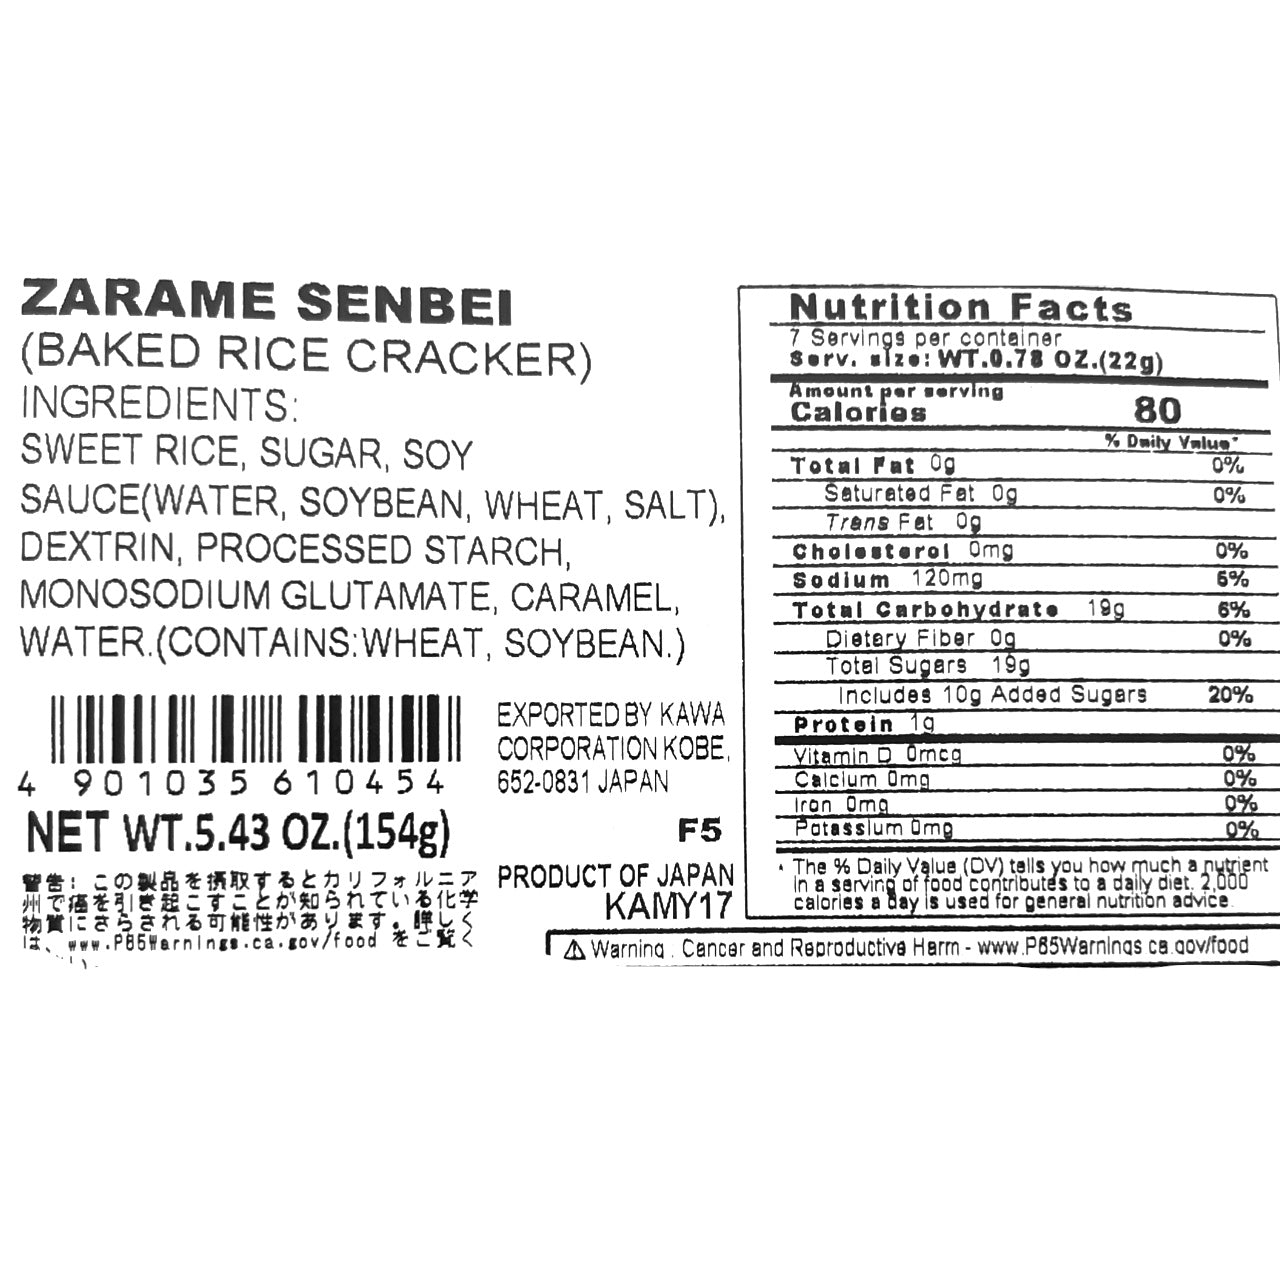 ZARAME SENBEI
(BAKED RICE CRACKER)
INGREDIENTS:
SWEET RICE, SUGAR, SOY
SAUCE(WATER, SOYBEAN, WHEAT, SALT),
DEXTRIN, PROCESSED STARCH,
MONOSODIUM GLUTAMATE, CARAMEL,
WATER.(CONTAINS:WHEAT, SOYBEAN.)
4 901035 610454
NET WT.5.43 OZ.(154g)
警告: この製品を摂取するとカリフォルニア
州で癌を引き起こすことが知られている化学
物質にさらされる可能性があります。詳しく
は、www.P65Warnings.ca.gov/food をご覧く
EXPORTED BY KAWA
CORPORATION KOBE,
652-0831 JAPAN
F5
PRODUCT OF JAPAN
KAMY17
Nutrition Facts
7 Servings per container
Serv. size: WT.0.78 OZ.(22g)
Amount per serving
Calories 80
% Daily Value*
Total Fat 0g 0%
Saturated Fat 0g 0%
Trans Fat 0g
Cholesterol 0mg 0%
Sodium 120mg 5%
Total Carbohydrate 19g 6%
Dietary Fiber 0g 0%
Total Sugars 19g
Includes 10g Added Sugars 20%
Protein 1g
Vitamin D 0mcg 0%
Calcium 0mg 0%
Iron 0mg 0%
Potassium 0mg 0%
* The % Daily Value (DV) tells you how much a nutrient
in a serving of food contributes to a daily diet. 2,000
calories a day is used for general nutrition advice.
⚠ Warning . Cancer and Reproductive Harm - www.P65Warnings.ca.gov/food